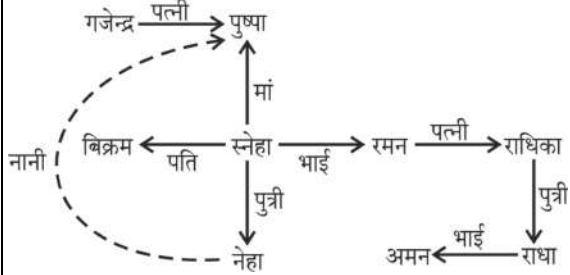 पत्नी
गजेन्द्र पुष्पा
मां
नानी बिक्रम पति स्नेहा भाई रमन पत्नी राधिका
पुत्री पुत्री
नेहा अमन भाई राधा